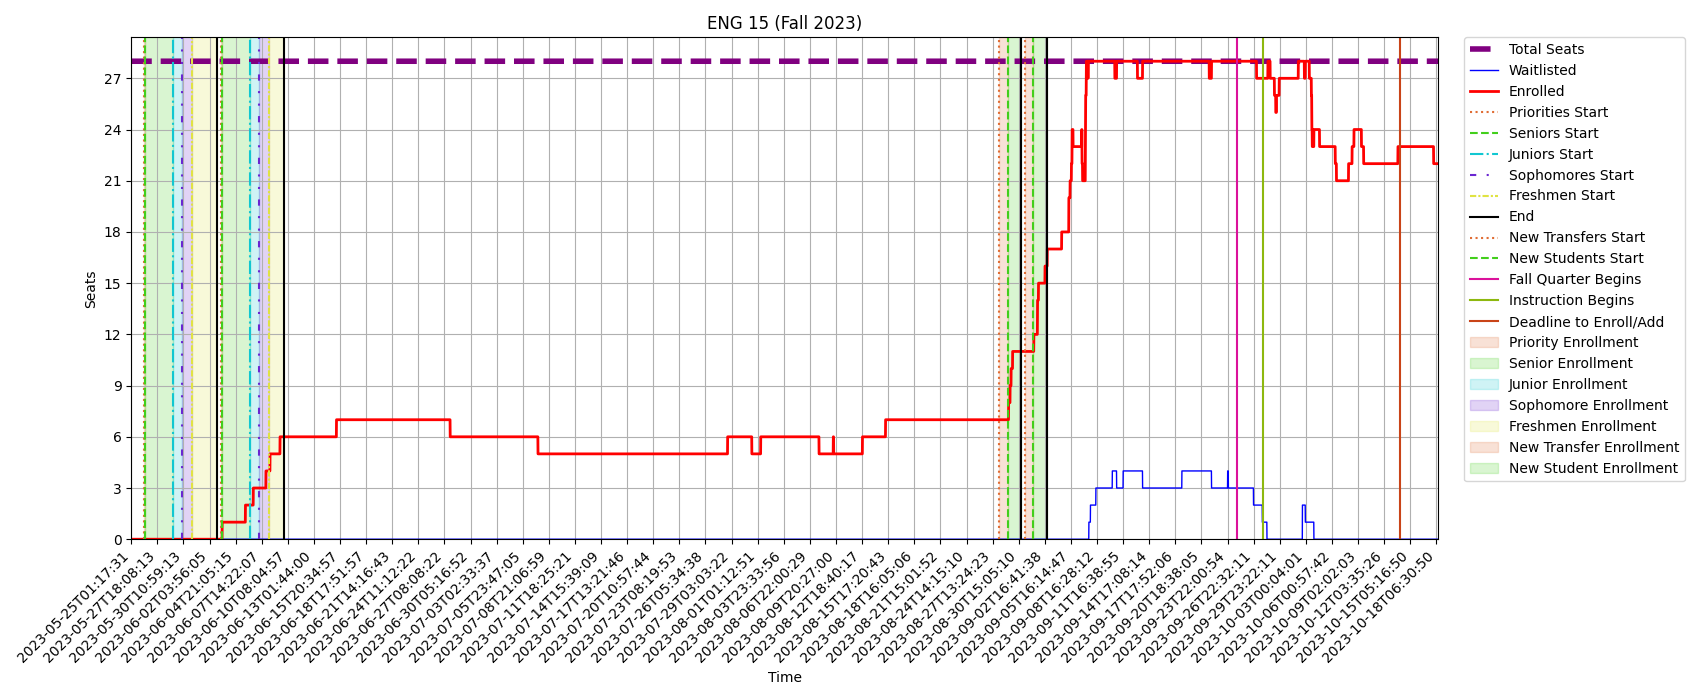 ENG 15 (Fall 2023)
Seats
27
24
21
18
15
12
9
6
3
0
2023-05-25T01:17:31
2023-05-27T18:08:13
2023-05-30T10:59:13
2023-06-02T03:56:05
2023-06-04T21:05:15
2023-06-07T14:22:07
2023-06-10T08:04:57
2023-06-13T01:44:00
2023-06-15T20:34:57
2023-06-18T17:51:57
2023-06-21T14:16:43
2023-06-24T11:12:22
2023-06-27T08:08:22
2023-06-30T05:16:52
2023-07-03T02:33:37
2023-07-05T23:47:05
2023-07-08T21:06:59
2023-07-11T18:25:21
2023-07-14T15:39:09
2023-07-17T13:21:46
2023-07-20T10:57:44
2023-07-23T08:19:53
2023-07-26T05:34:38
2023-07-29T03:03:22
2023-08-01T01:12:51
2023-08-03T23:33:56
2023-08-06T22:00:29
2023-08-09T20:27:00
2023-08-12T18:40:17
2023-08-15T17:20:43
2023-08-18T16:05:06
2023-08-21T15:01:52
2023-08-24T14:15:10
2023-08-27T13:24:23
2023-08-30T15:05:10
2023-09-02T16:41:38
2023-09-05T16:14:47
2023-09-08T16:28:12
2023-09-11T16:38:55
2023-09-14T17:08:14
2023-09-17T17:52:06
2023-09-20T18:38:05
2023-09-23T22:00:54
2023-09-26T22:32:11
2023-09-29T23:22:11
2023-10-03T00:04:01
2023-10-06T00:57:42
2023-10-09T02:02:03
2023-10-12T03:35:26
2023-10-15T05:16:50
2023-10-18T06:30:50
Time
Total Seats
Waitlisted
Enrolled
Priorities Start
Seniors Start
Juniors Start
Sophomores Start
Freshmen Start
End
New Transfers Start
New Students Start
Fall Quarter Begins
Instruction Begins
Deadline to Enroll/Add
Priority Enrollment
Senior Enrollment
Junior Enrollment
Sophomore Enrollment
Freshmen Enrollment
New Transfer Enrollment
New Student Enrollment